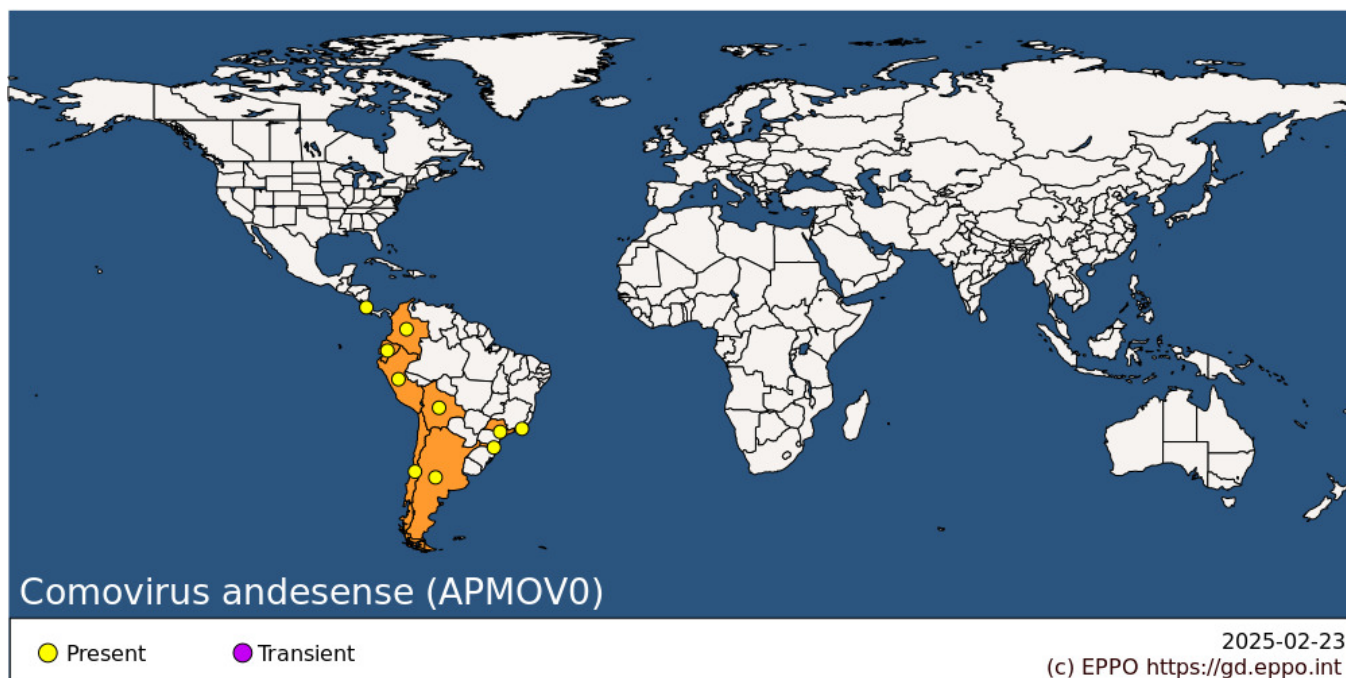 Comovirus andesense (APMOV0)
Present
Transient
2025-02-23
(c) EPPO https://gd.eppo.int